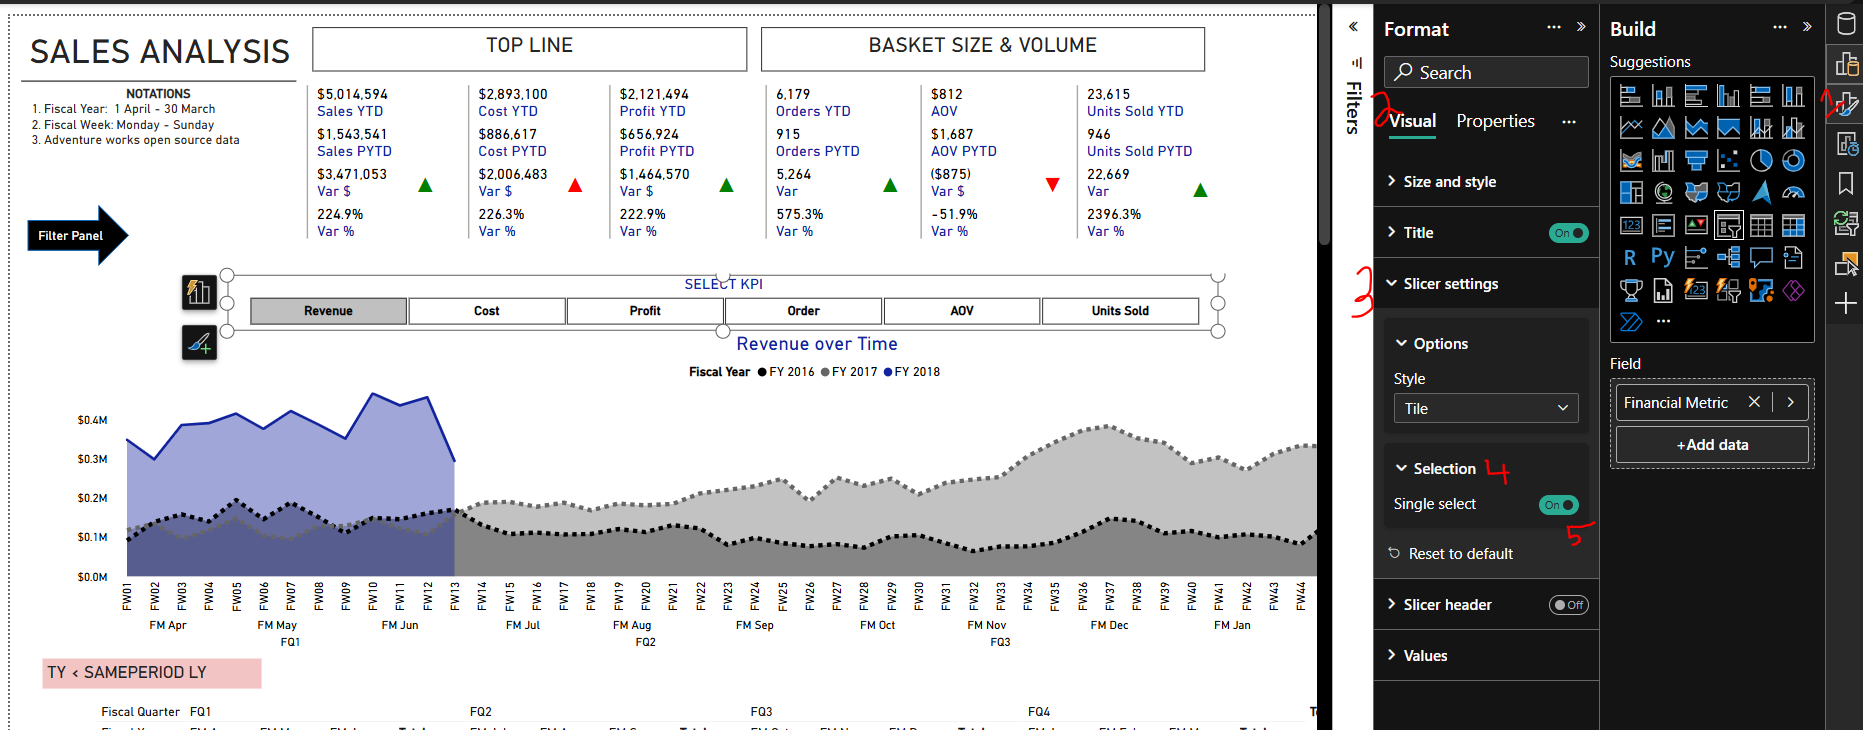 SALES ANALYSIS
NOTATIONS
1. Fiscal Year: 1 April - 30 March
2. Fiscal Week: Monday - Sunday
3. Adventure works open source data
TOP LINE
BASKET SIZE & VOLUME
$5,014,594
Sales YTD
$1,543,541
Sales PYTD
$3,471,053
Var $
224.9%
Var %
$2,893,100
Cost YTD
$886,617
Cost PYTD
$2,006,483
Var $
226.3%
Var %
$2,121,494
Profit YTD
$656,924
Profit PYTD
$1,464,570
Var $
222.9%
Var %
6,179
Orders YTD
915
Orders PYTD
5,264
Var
575.3%
Var %
$812
AOV
$1,687
AOV PYTD
($875)
Var $
-51.9%
Var %
23,615
Units Sold YTD
946
Units Sold PYTD
22,669
Var
2396.3%
Var %
Filter Panel
SELECT KPI
Revenue Cost Profit Order AOV Units Sold
Revenue over Time
Fiscal Year FY 2016 FY 2017 FY 2018
$0.4M
$0.3M
$0.2M
$0.1M
$0.0M
FW01 FW02 FW03 FW04 FW05 FW06 FW07 FW08 FW09 FW10 FW11 FW12 FW13 FW14 FW15 FW16 FW17 FW18 FW19 FW20 FW21 FW22 FW23 FW24 FW25 FW26 FW27 FW28 FW29 FW30 FW31 FW32 FW33 FW34 FW35 FW36 FW37 FW38 FW39 FW40 FW41 FW42 FW43 FW44
FM Apr FM May FM Jun FM Jul FM Aug FM Sep FM Oct FM Nov FM Dec FM Jan
FQ1 FQ2 FQ3
TY < SAMEPERIOD LY
Fiscal Quarter FQ1 FQ2 FQ3 FQ4
Filters
Format
Search
2
Visual Properties
Size and style
Title On
3
Slicer settings
Options
Style
Tile
Selection 4
Single select On
5
Reset to default
Slicer header Off
Values
Build
Suggestions
1
123
R Py
123
Field
Financial Metric
+Add data